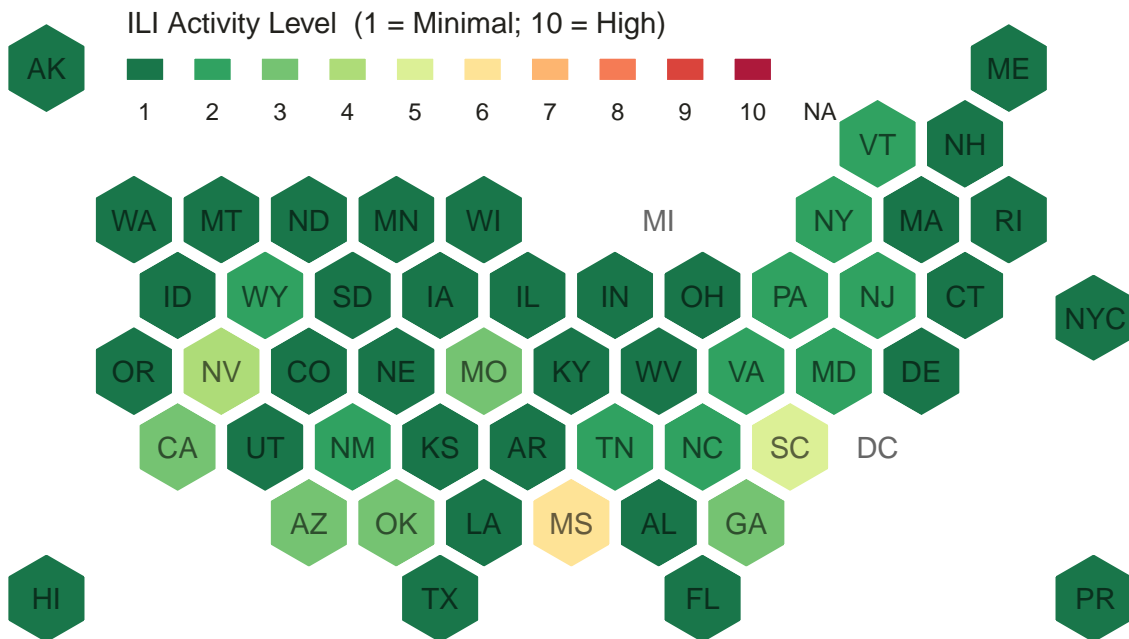 ILI Activity Level (1 = Minimal; 10 = High)
1 2 3 4 5 6 7 8 9 10 NA
AK ME
VT NH
WA MT ND MN WI MI NY MA RI
ID WY SD IA IL IN OH PA NJ CT
NYC
OR NV CO NE MO KY WV VA MD DE
CA UT NM KS AR TN NC SC DC
AZ OK LA MS AL GA
HI TX FL PR